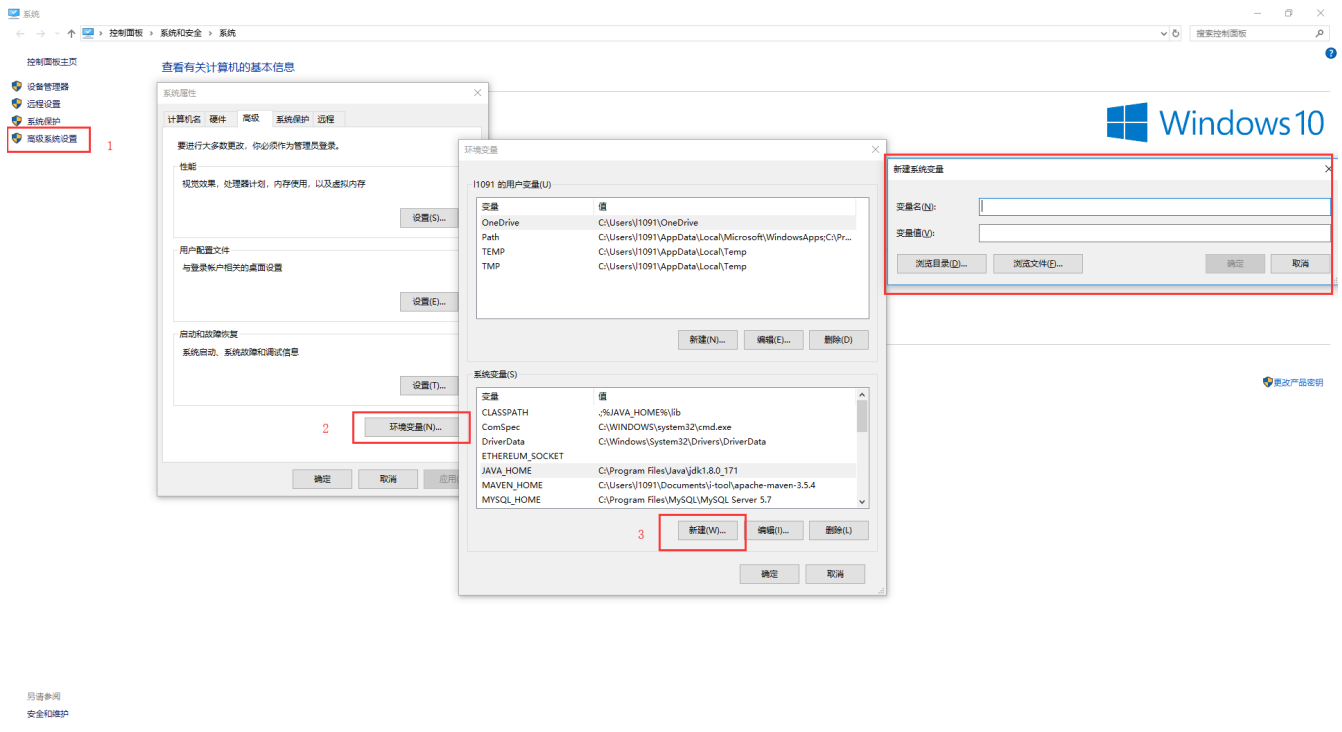 系统
控制面板 > 系统和安全 > 系统
搜索控制面板
控制面板主页
设备管理器
远程设置
系统保护
高级系统设置
1
另请参阅
安全和维护
查看有关计算机的基本信息
Windows 10
更改产品密钥
系统属性
计算机名 硬件 高级 系统保护 远程
要进行大多数更改，你必须作为管理员登录。
性能
视觉效果，处理器计划，内存使用，以及虚拟内存
设置(S)...
用户配置文件
与登录帐户相关的桌面设置
设置(E)...
启动和故障恢复
系统启动、系统故障和调试信息
设置(T)...
2
环境变量(N)...
确定 取消 应用(
环境变量
l1091 的用户变量(U)
变量 值
OneDrive C:\Users\l1091\OneDrive
Path C:\Users\l1091\AppData\Local\Microsoft\WindowsApps;C:\Pr...
TEMP C:\Users\l1091\AppData\Local\Temp
TMP C:\Users\l1091\AppData\Local\Temp
新建(N)... 编辑(E)... 删除(D)
系统变量(S)
变量 值
CLASSPATH .;%JAVA_HOME%\lib
ComSpec C:\WINDOWS\system32\cmd.exe
DriverData C:\Windows\System32\Drivers\DriverData
ETHEREUM_SOCKET
JAVA_HOME C:\Program Files\Java\jdk1.8.0_171
MAVEN_HOME C:\Users\l1091\Documents\i-tool\apache-maven-3.5.4
MYSQL_HOME C:\Program Files\MySQL\MySQL Server 5.7
3
新建(W)... 编辑(I)... 删除(L)
确定 取消
新建系统变量
变量名(N):
变量值(V):
浏览目录(D)... 浏览文件(F)... 确定 取消